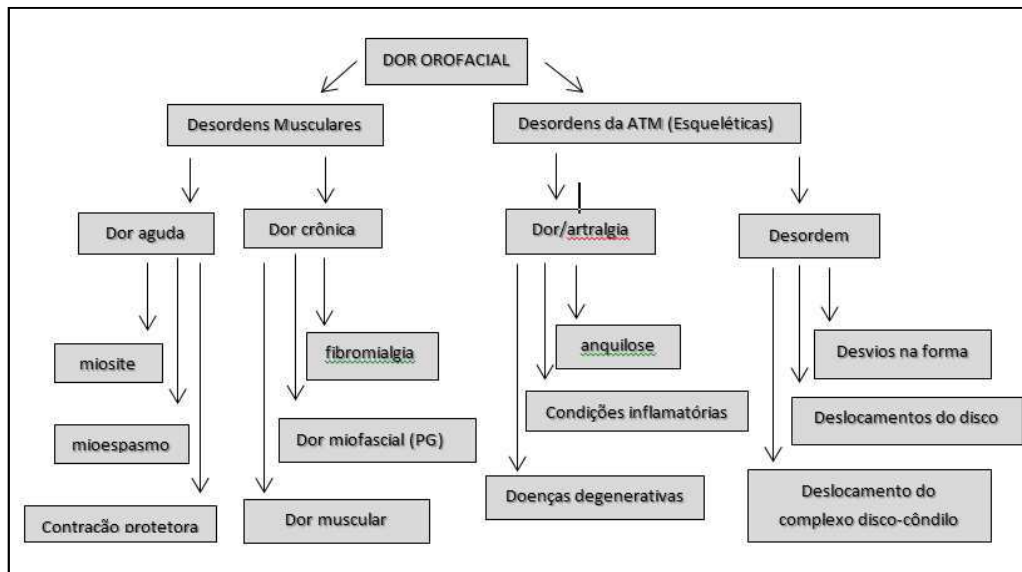 DOR OROFACIAL
Desordens Musculares
Desordens da ATM (Esqueléticas)
Dor aguda
Dor crônica
Dor/artralgia
Desordem
miosite
fibromialgia
anquilose
Desvios na forma
mioespasmo
Dor miofascial (PG)
Condições inflamatórias
Deslocamentos do disco
Contração protetora
Dor muscular
Doenças degenerativas
Deslocamento do
complexo disco-côndilo